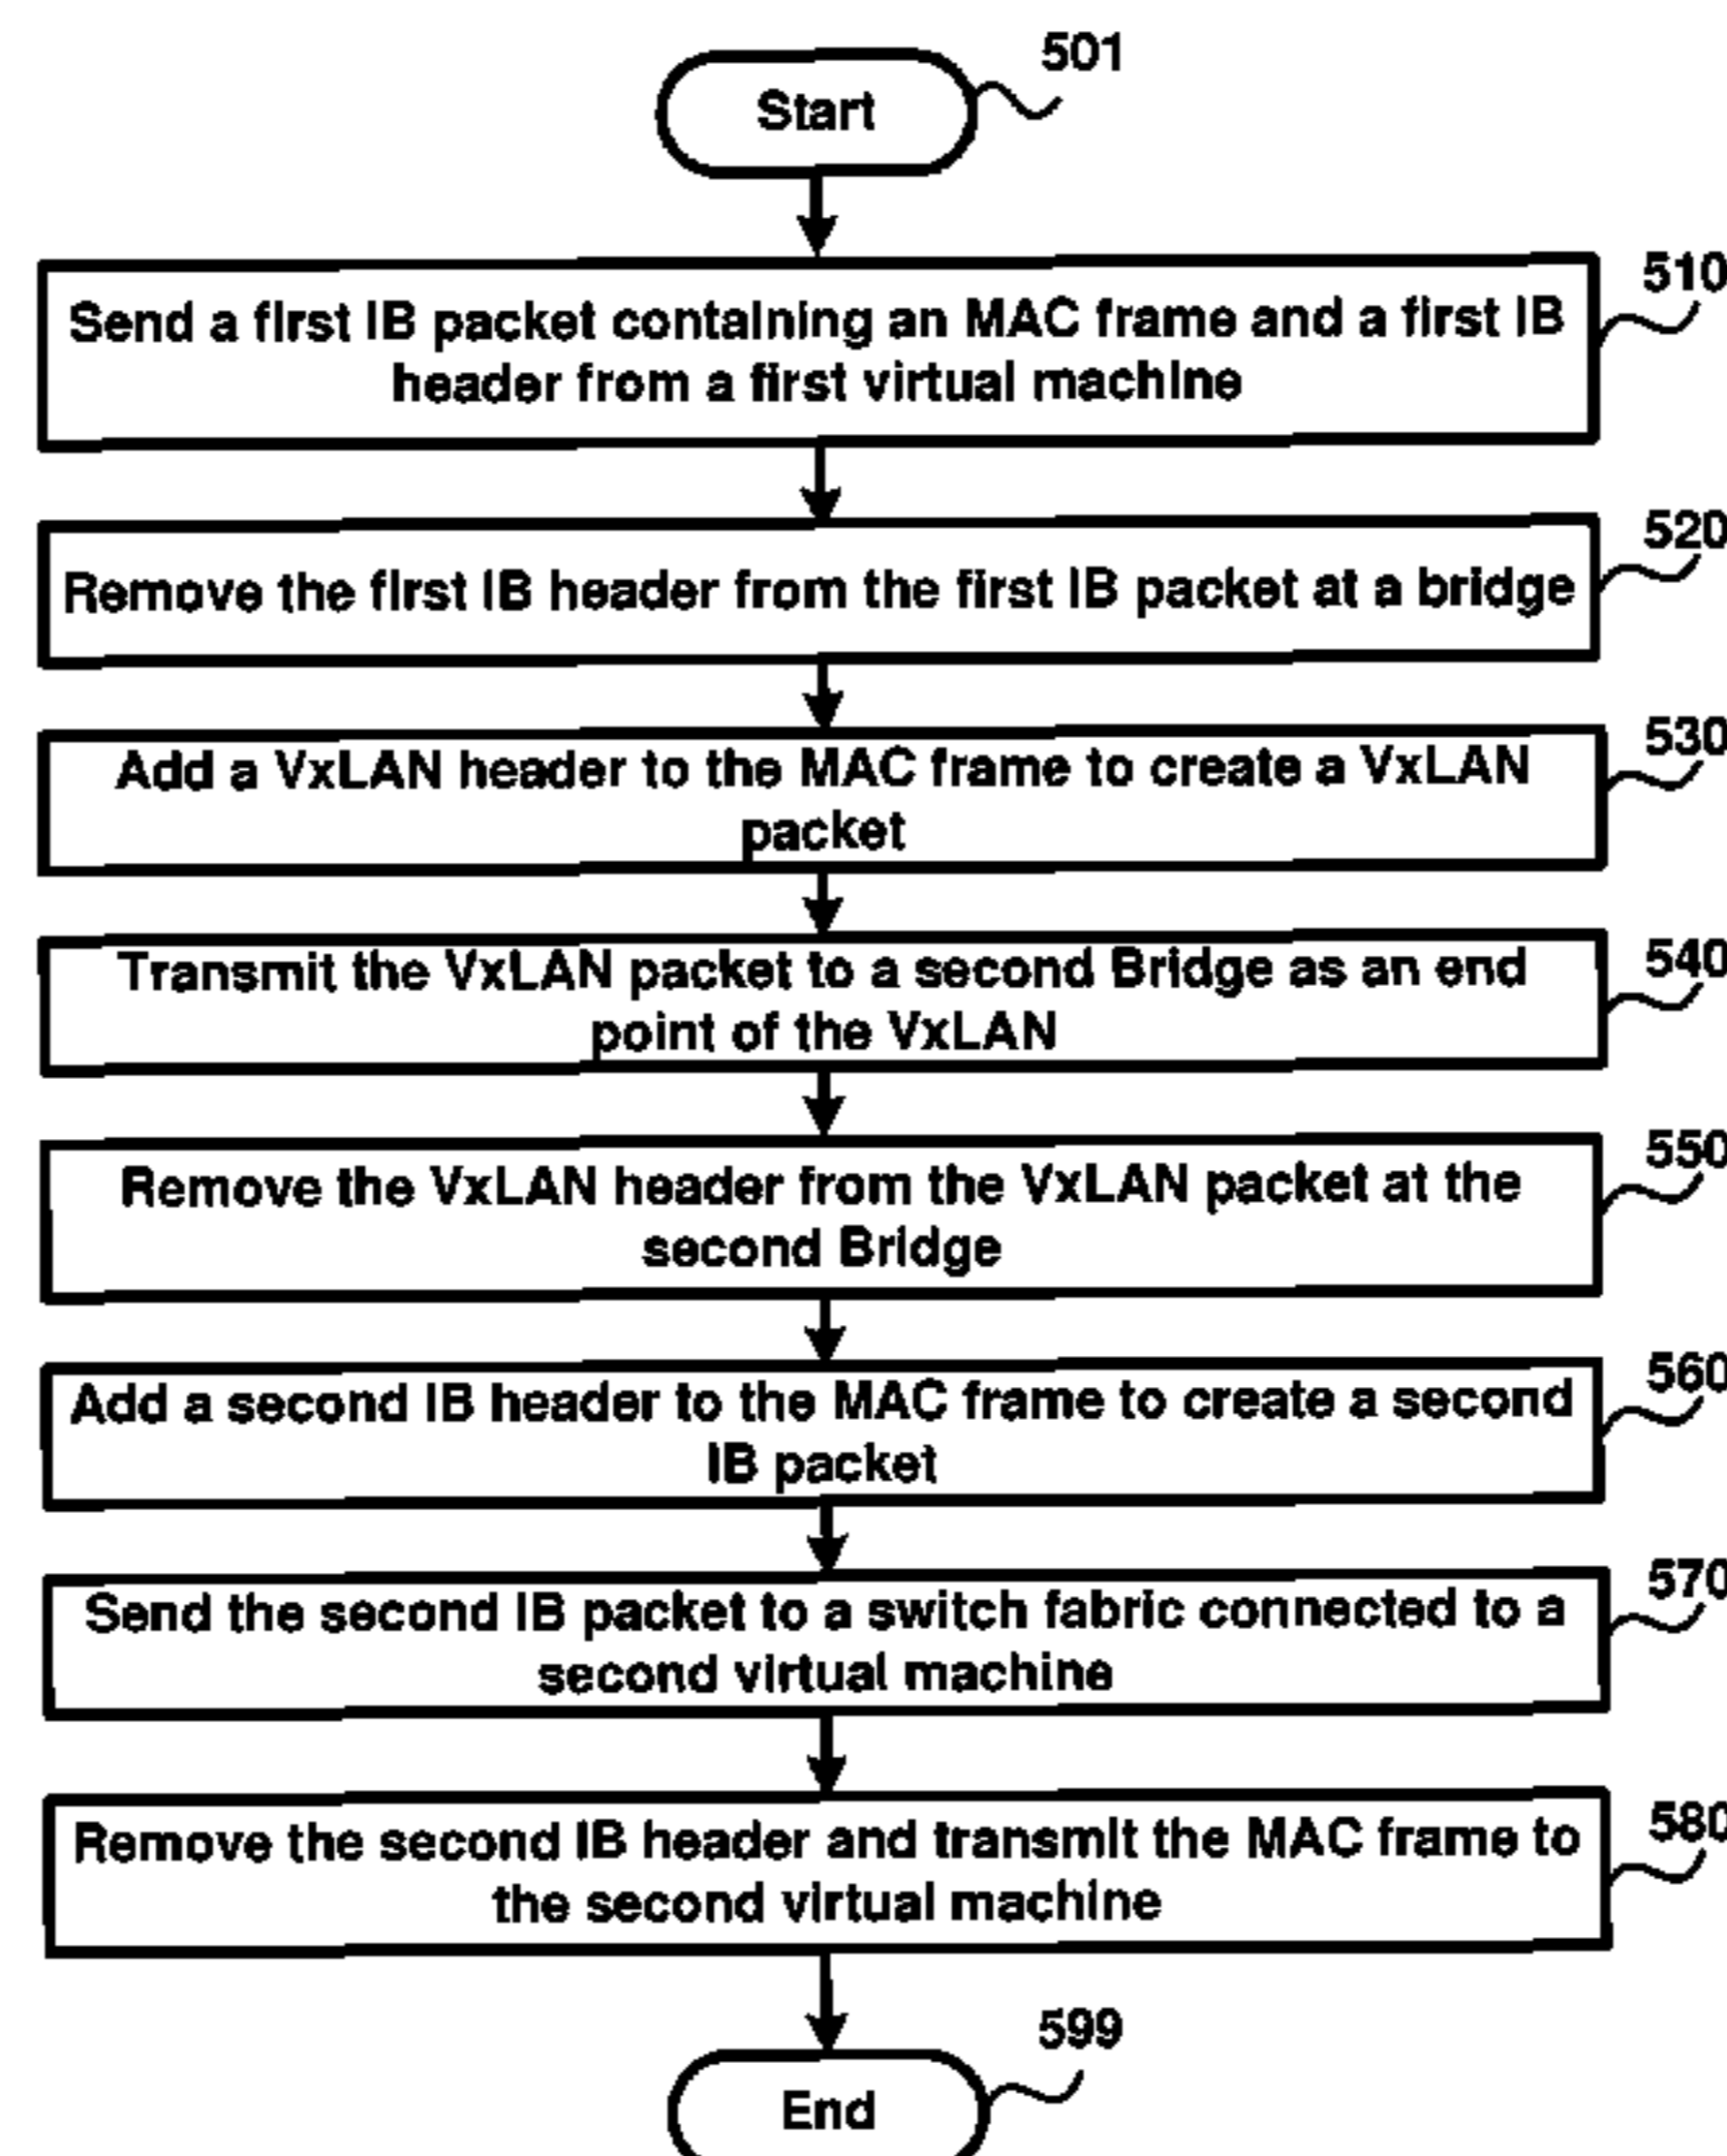 501
Start
510
Send a first IB packet containing an MAC frame and a first IB
header from a first virtual machine
520
Remove the first IB header from the first IB packet at a bridge
530
Add a VxLAN header to the MAC frame to create a VxLAN
packet
540
Transmit the VxLAN packet to a second Bridge as an end
point of the VxLAN
550
Remove the VxLAN header from the VxLAN packet at the
second Bridge
560
Add a second IB header to the MAC frame to create a second
IB packet
570
Send the second IB packet to a switch fabric connected to a
second virtual machine
580
Remove the second IB header and transmit the MAC frame to
the second virtual machine
599
End